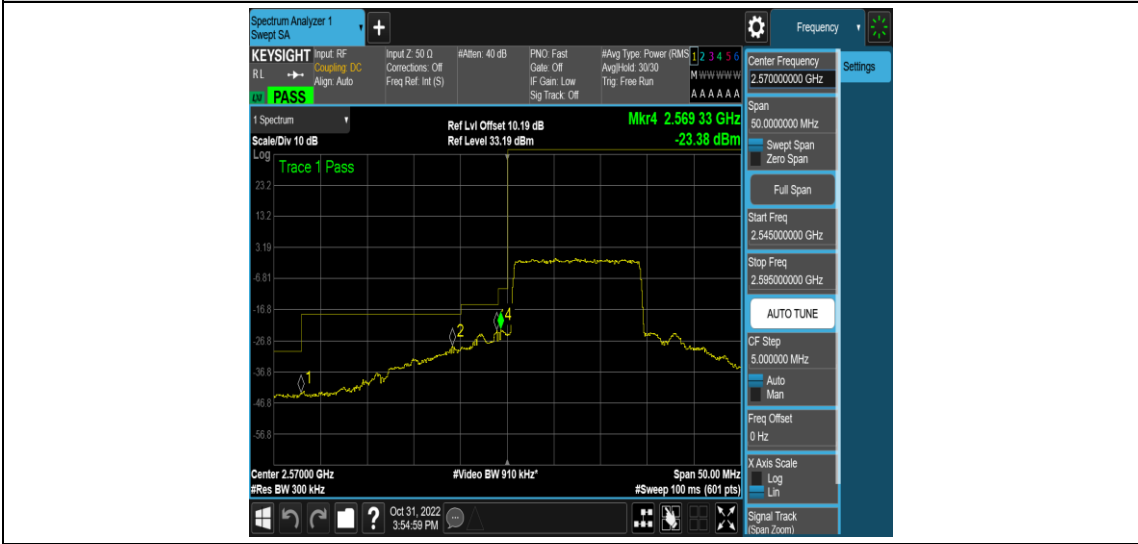 Spectrum Analyzer 1
Swept SA
+
Frequency
KEYSIGHT
RL
Input: RF
Coupling: DC
Align: Auto
Input Z: 50 Ω
Corrections: Off
Freq Ref: Int (S)
#Atten: 40 dB
PNO: Fast
Gate: Off
IF Gain: Low
Sig Track: Off
#Avg Type: Power (RMS
Avg|Hold: 30/30
Trig: Free Run
1 2 3 4 5 6
M W W W W W
A A A A A A
PASS
1 Spectrum
Scale/Div 10 dB
Ref Lvl Offset 10.19 dB
Ref Level 33.19 dBm
Mkr4 2.569 33 GHz
-23.38 dBm
Log
Trace 1 Pass
23.2
13.2
3.19
-6.81
-16.8
-26.8
-36.8
-46.8
-56.8
1
2
4
Center 2.57000 GHz
#Res BW 300 kHz
#Video BW 910 kHz*
Span 50.00 MHz
#Sweep 100 ms (601 pts)
?
Oct 31, 2022
3:54:59 PM
Center Frequency
2.570000000 GHz
Settings
Span
50.0000000 MHz
Swept Span
Zero Span
Full Span
Start Freq
2.545000000 GHz
Stop Freq
2.595000000 GHz
AUTO TUNE
CF Step
5.000000 MHz
Auto
Man
Freq Offset
0 Hz
X Axis Scale
Log
Lin
Signal Track
(Span Zoom)